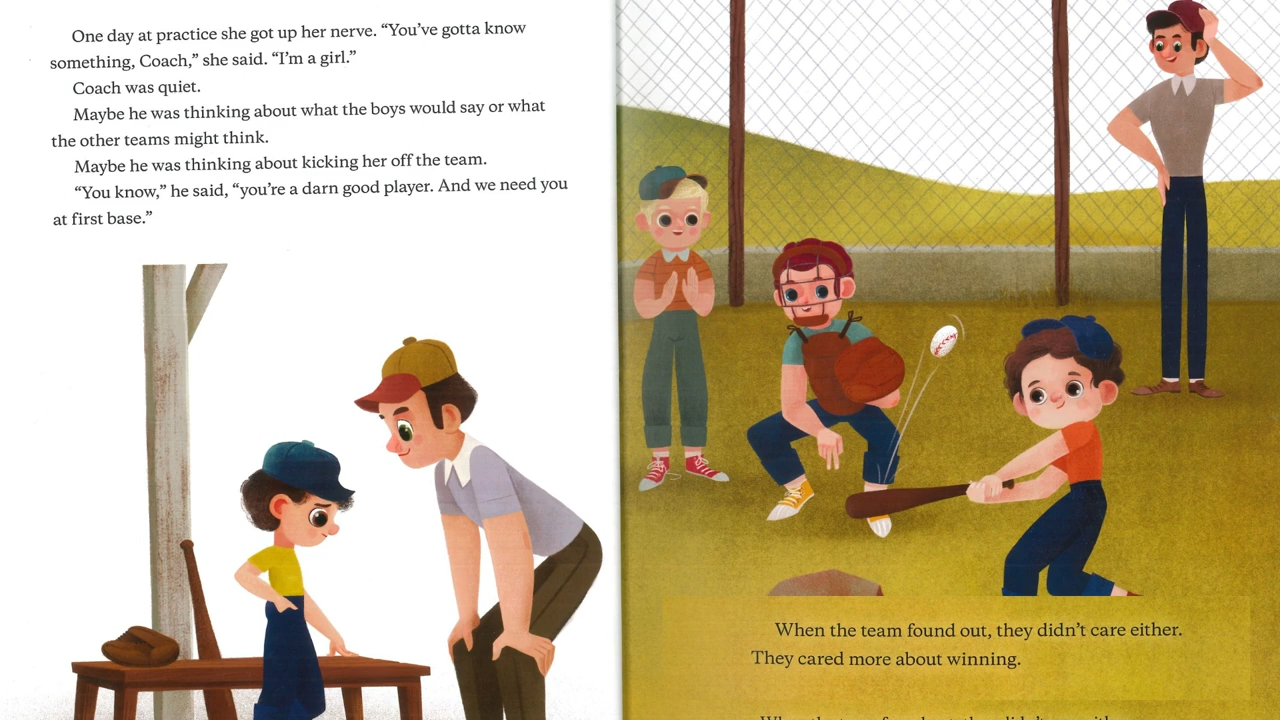 One day at practice she got up her nerve. “You’ve gotta know
something, Coach,” she said. “I’m a girl.”
Coach was quiet.
Maybe he was thinking about what the boys would say or what
the other teams might think.
Maybe he was thinking about kicking her off the team.
“You know,” he said, “you’re a darn good player. And we need you
at first base.”
When the team found out, they didn’t care either.
They cared more about winning.